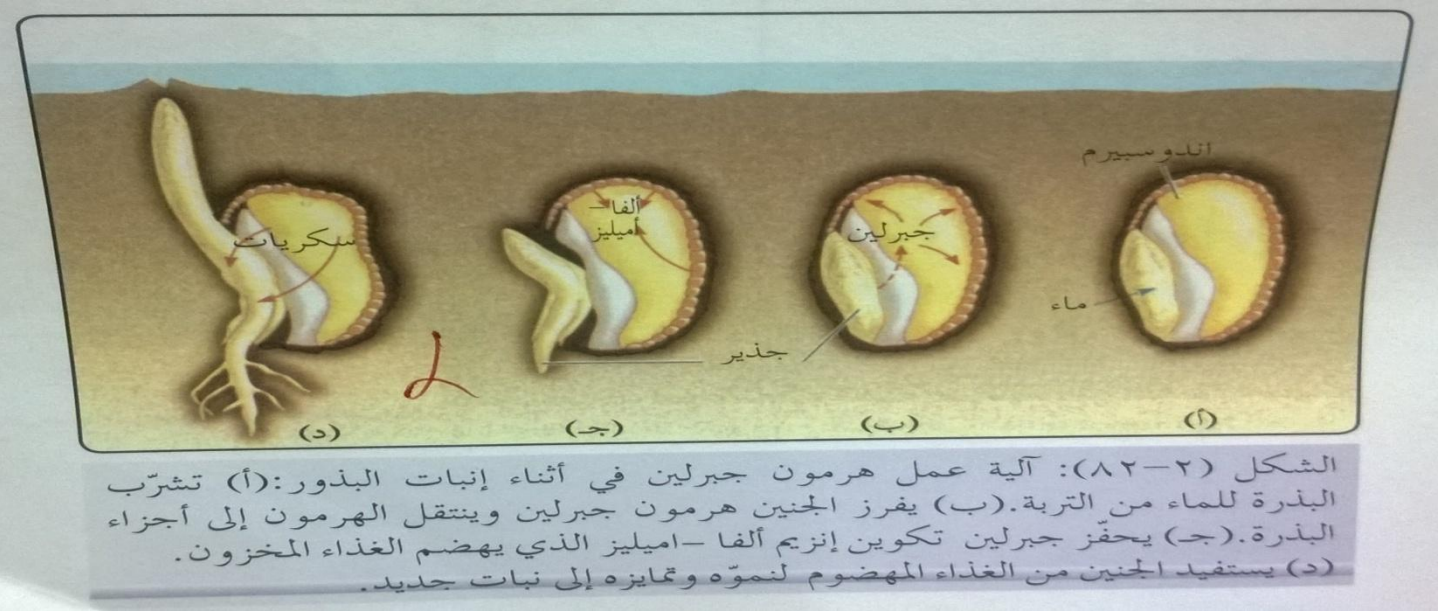 اندوسبيرم
ماء
جبرلين
جذير
ألفا–
أميليز
سكريات
(أ)
(ب)
(جـ)
(د)
الشكل (٢–٨٢): آلية عمل هرمون جبرلين في أثناء إنبات البذور:(أ) تشرّب
البذرة للماء من التربة.(ب) يفرز الجنين هرمون جبرلين وينتقل الهرمون إلى أجزاء
البذرة.(جـ) يحفّز جبرلين تكوين إنزيم ألفا –اميليز الذي يهضم الغذاء المخزون.
(د) يستفيد الجنين من الغذاء المهضوم لنموّه وتمايزه إلى نبات جديد.